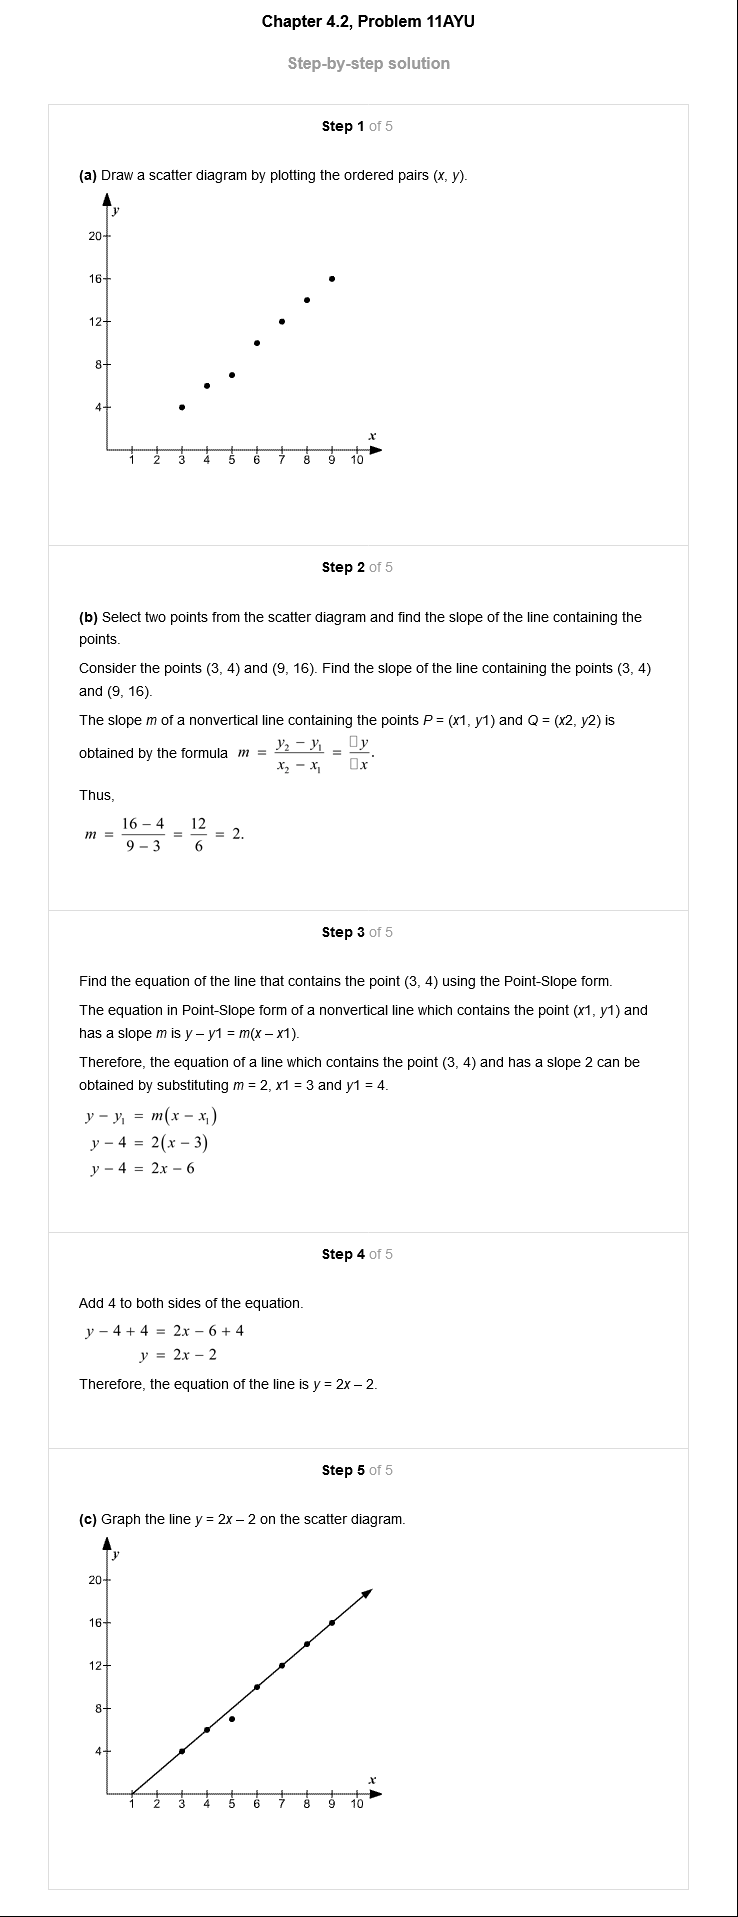 Chapter 4.2, Problem 11AYU
Step-by-step solution
Step 1 of 5
(a) Draw a scatter diagram by plotting the ordered pairs (x, y).
y
20
16
12
8
4
x
1 2 3 4 5 6 7 8 9 10
Step 2 of 5
(b) Select two points from the scatter diagram and find the slope of the line containing the
points.
Consider the points (3, 4) and (9, 16). Find the slope of the line containing the points (3, 4)
and (9, 16).
The slope m of a nonvertical line containing the points P = (x1, y1) and Q = (x2, y2) is
obtained by the formula m = (y₂ − y₁)/(x₂ − x₁) = □y/□x.
Thus,
m = (16 − 4)/(9 − 3) = 12/6 = 2.
Step 3 of 5
Find the equation of the line that contains the point (3, 4) using the Point-Slope form.
The equation in Point-Slope form of a nonvertical line which contains the point (x1, y1) and
has a slope m is y – y1 = m(x – x1).
Therefore, the equation of a line which contains the point (3, 4) and has a slope 2 can be
obtained by substituting m = 2, x1 = 3 and y1 = 4.
y − y₁ = m(x − x₁)
y − 4 = 2(x − 3)
y − 4 = 2x − 6
Step 4 of 5
Add 4 to both sides of the equation.
y − 4 + 4 = 2x − 6 + 4
y = 2x − 2
Therefore, the equation of the line is y = 2x – 2.
Step 5 of 5
(c) Graph the line y = 2x – 2 on the scatter diagram.
y
20
16
12
8
4
x
1 2 3 4 5 6 7 8 9 10